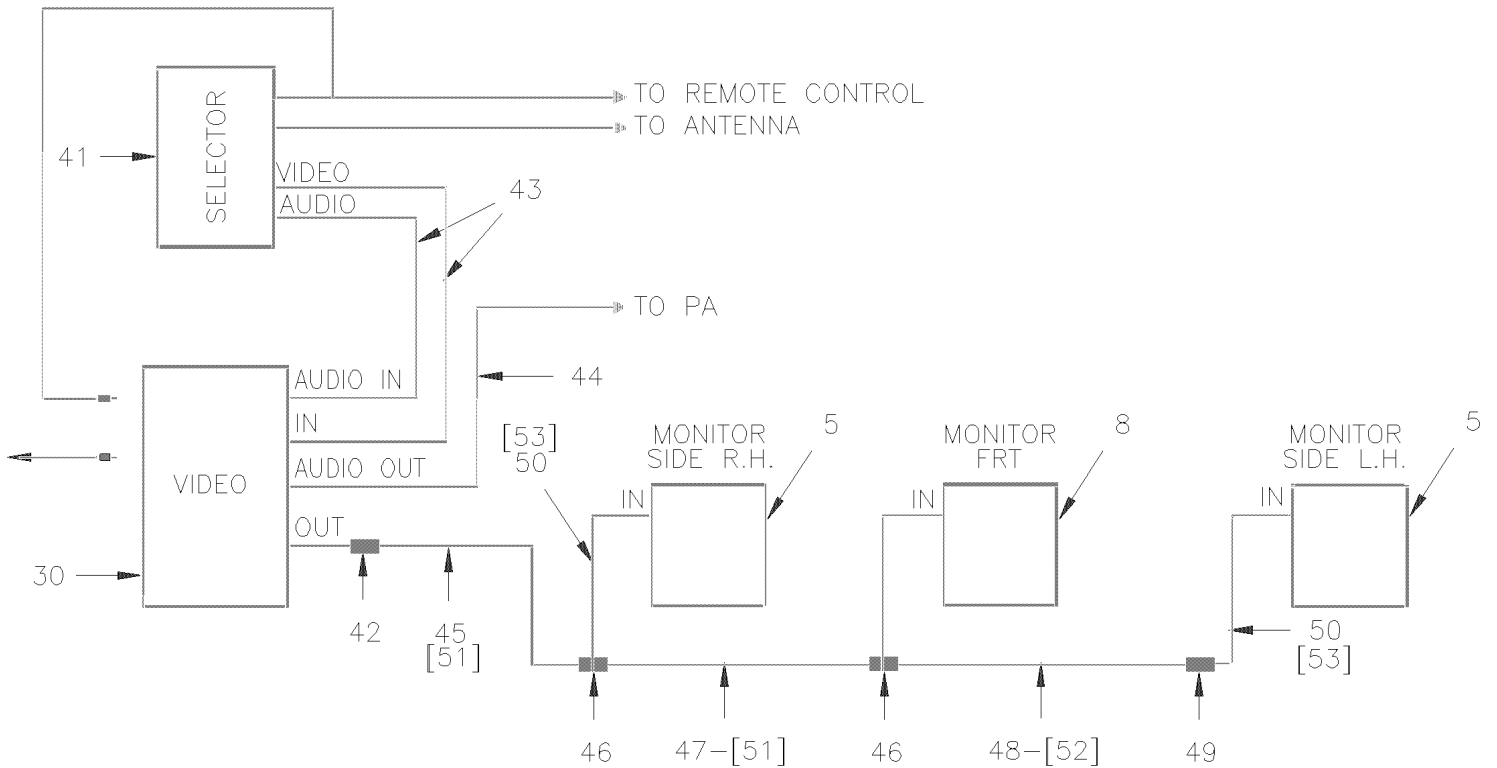 TO REMOTE CONTROL
TO ANTENNA
41
SELECTOR
VIDEO
AUDIO
43
TO PA
AUDIO IN
44
IN
[53]
50
AUDIO OUT
VIDEO
OUT
30
42
45
[51]
MONITOR
SIDE R.H.
5
IN
MONITOR
FRT
8
IN
MONITOR
SIDE L.H.
5
IN
50
[53]
46
47-[51]
46
48-[52]
49